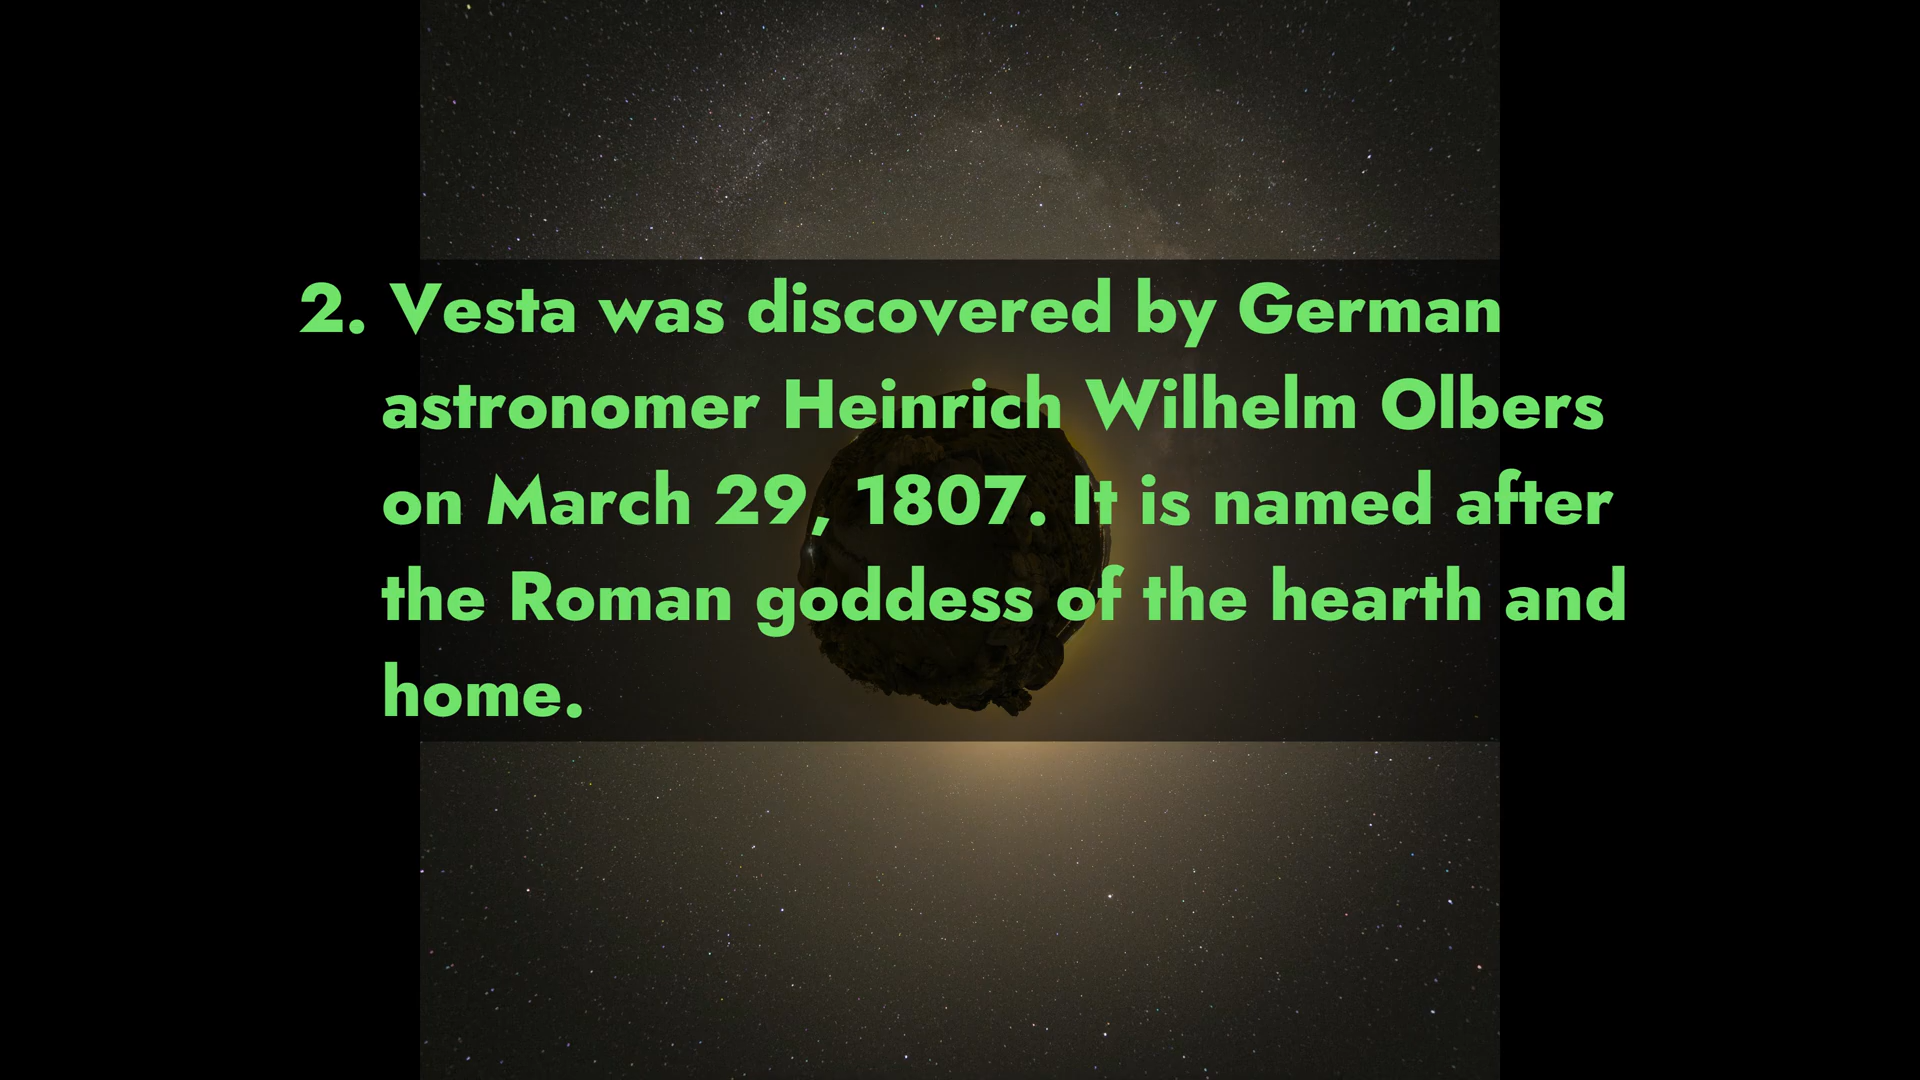 2. Vesta was discovered by German
astronomer Heinrich Wilhelm Olbers
on March 29, 1807. It is named after
the Roman goddess of the hearth and
home.